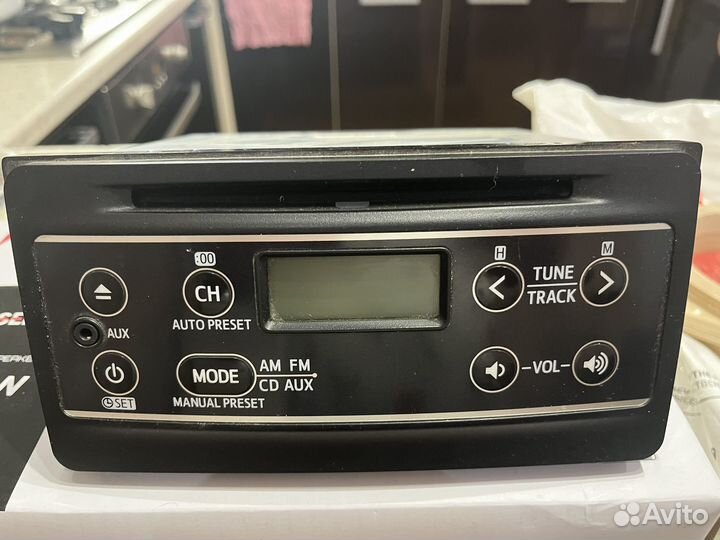 :00
H
M
CH
TUNE
TRACK
AUX
AUTO PRESET
MODE
AM FM
CD AUX
VOL
SET
MANUAL PRESET
Avito